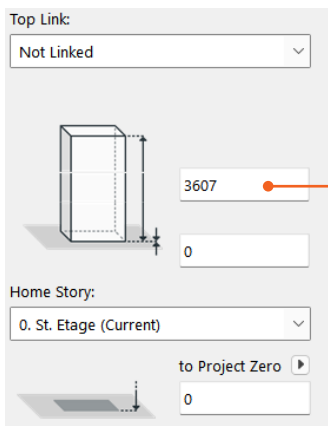 Top Link:
Not Linked
3607
0
Home Story:
0. St. Etage (Current)
to Project Zero
0